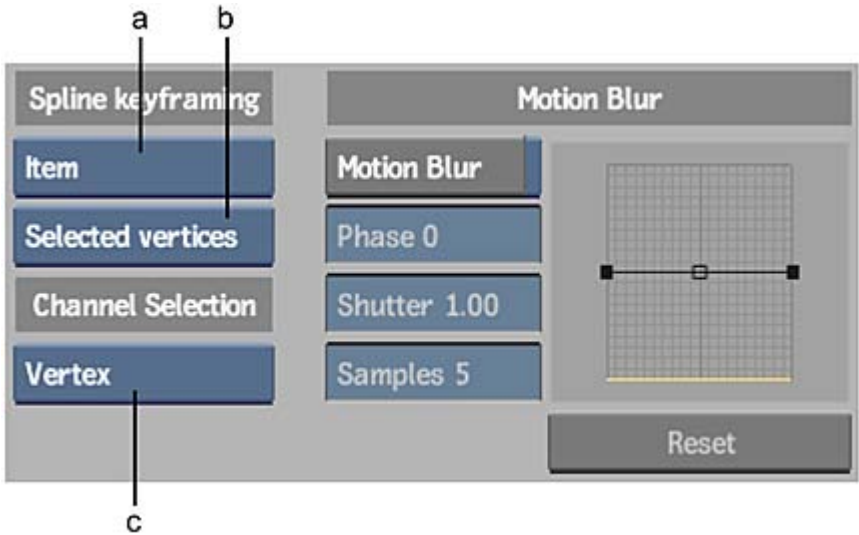 a b
Spline keyframing
Motion Blur
Item
Motion Blur
Selected vertices
Phase 0
Channel Selection
Shutter 1.00
Vertex
Samples 5
Reset
c